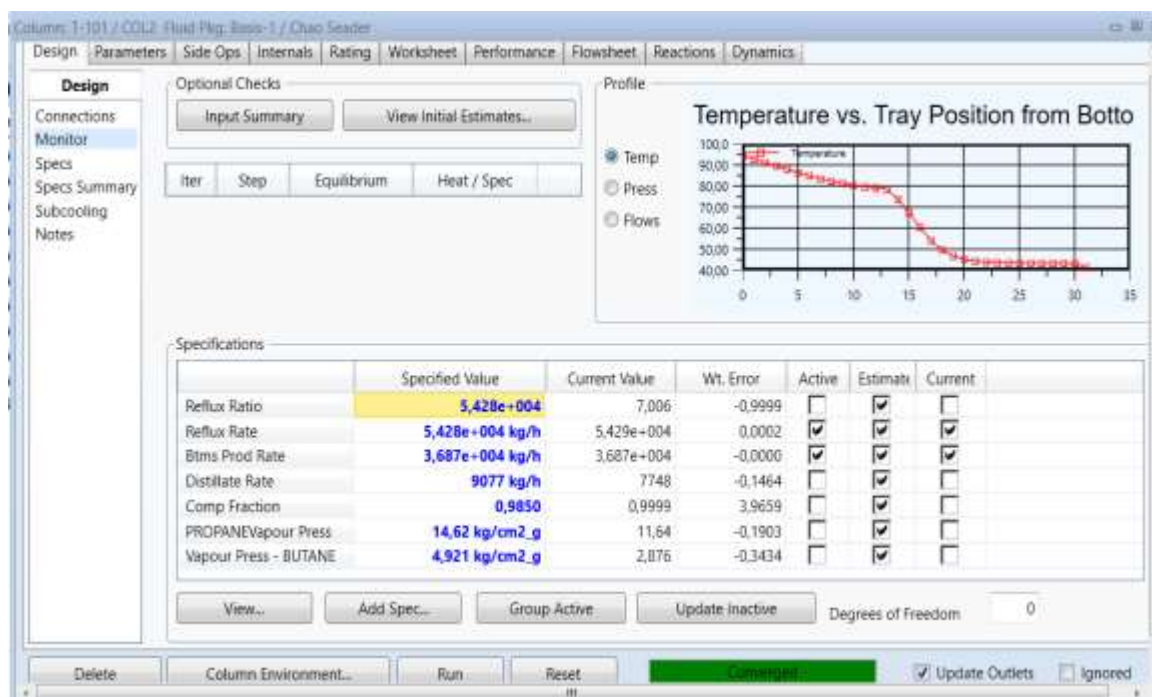 Column: T-101 / COL2 Fluid Pkg: Basis-1 / Chao Seader
Design Parameters Side Ops Internals Rating Worksheet Performance Flowsheet Reactions Dynamics
Design
Connections
Monitor
Specs
Specs Summary
Subcooling
Notes
Optional Checks
Input Summary View Initial Estimates...
Iter Step Equilibrium Heat / Spec
Profile
Temp
Press
Flows
Temperature vs. Tray Position from Botto
Temperature
100,0
90,00
80,00
70,00
60,00
50,00
40,00
0 5 10 15 20 25 30 35
Specifications
Specified Value Current Value Wt. Error Active Estimate Current
Reflux Ratio 5,428e+004 7,006 -0,9999
Reflux Rate 5,428e+004 kg/h 5,429e+004 0,0002
Btms Prod Rate 3,687e+004 kg/h 3,687e+004 -0,0000
Distillate Rate 9077 kg/h 7748 -0,1464
Comp Fraction 0,9850 0,9999 3,9659
PROPANEVapour Press 14,62 kg/cm2_g 11,64 -0,1903
Vapour Press - BUTANE 4,921 kg/cm2_g 2,876 -0,3434
View... Add Spec... Group Active Update Inactive Degrees of Freedom 0
Delete Column Environment... Run Reset Converged Update Outlets Ignored